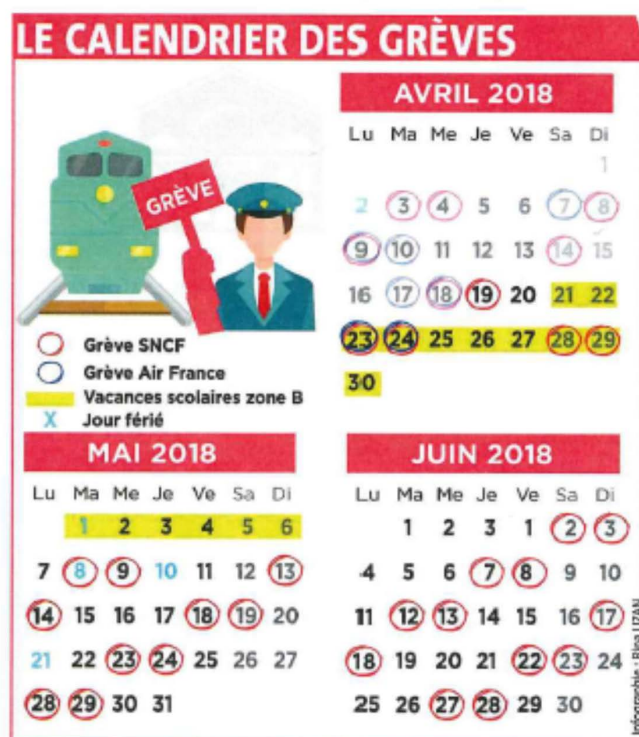 LE CALENDRIER DES GRÈVES
GRÈVE
Grève SNCF
Grève Air France
Vacances scolaires zone B
X Jour férié
AVRIL 2018
Lu Ma Me Je Ve Sa Di
1
2 3 4 5 6 7 8
9 10 11 12 13 14 15
16 17 18 19 20 21 22
23 24 25 26 27 28 29
30
MAI 2018
Lu Ma Me Je Ve Sa Di
1 2 3 4 5 6
7 8 9 10 11 12 13
14 15 16 17 18 19 20
21 22 23 24 25 26 27
28 29 30 31
JUIN 2018
Lu Ma Me Je Ve Sa Di
1 2 3 1 2 3
4 5 6 7 8 9 10
11 12 13 14 15 16 17
18 19 20 21 22 23 24
25 26 27 28 29 30
Infographie : Rina UZAN